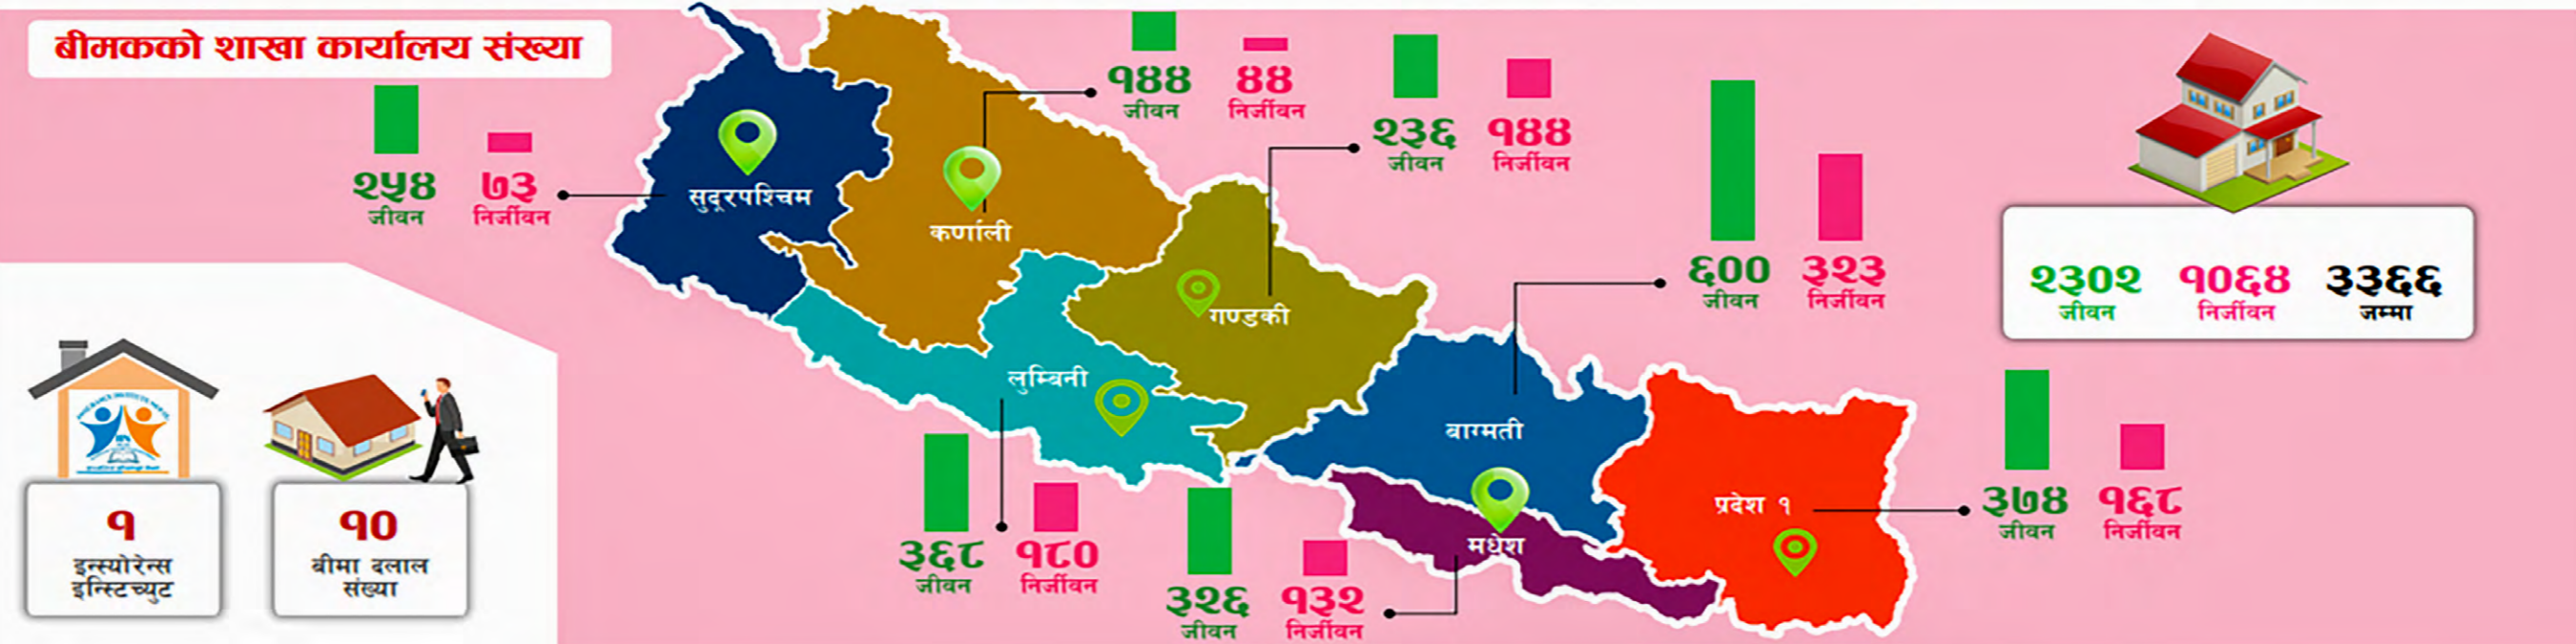 बीमकको शाखा कार्यालय संख्या
२५४ ७३
जीवन निर्जीवन
सुदूरपश्चिम
१४४ ४४
जीवन निर्जीवन
कर्णाली
२३६ १४४
जीवन निर्जीवन
गण्डकी
६०० ३२३
जीवन निर्जीवन
बाग्मती
२३०२ १०६४ ३३६६
जीवन निर्जीवन जम्मा
लुम्बिनी
३६८ १८०
जीवन निर्जीवन
३२६ १३२
जीवन निर्जीवन
मधेश
प्रदेश १
३७४ १६८
जीवन निर्जीवन
१
इन्स्योरेन्स
इन्स्टिच्युट
१०
बीमा दलाल
संख्या